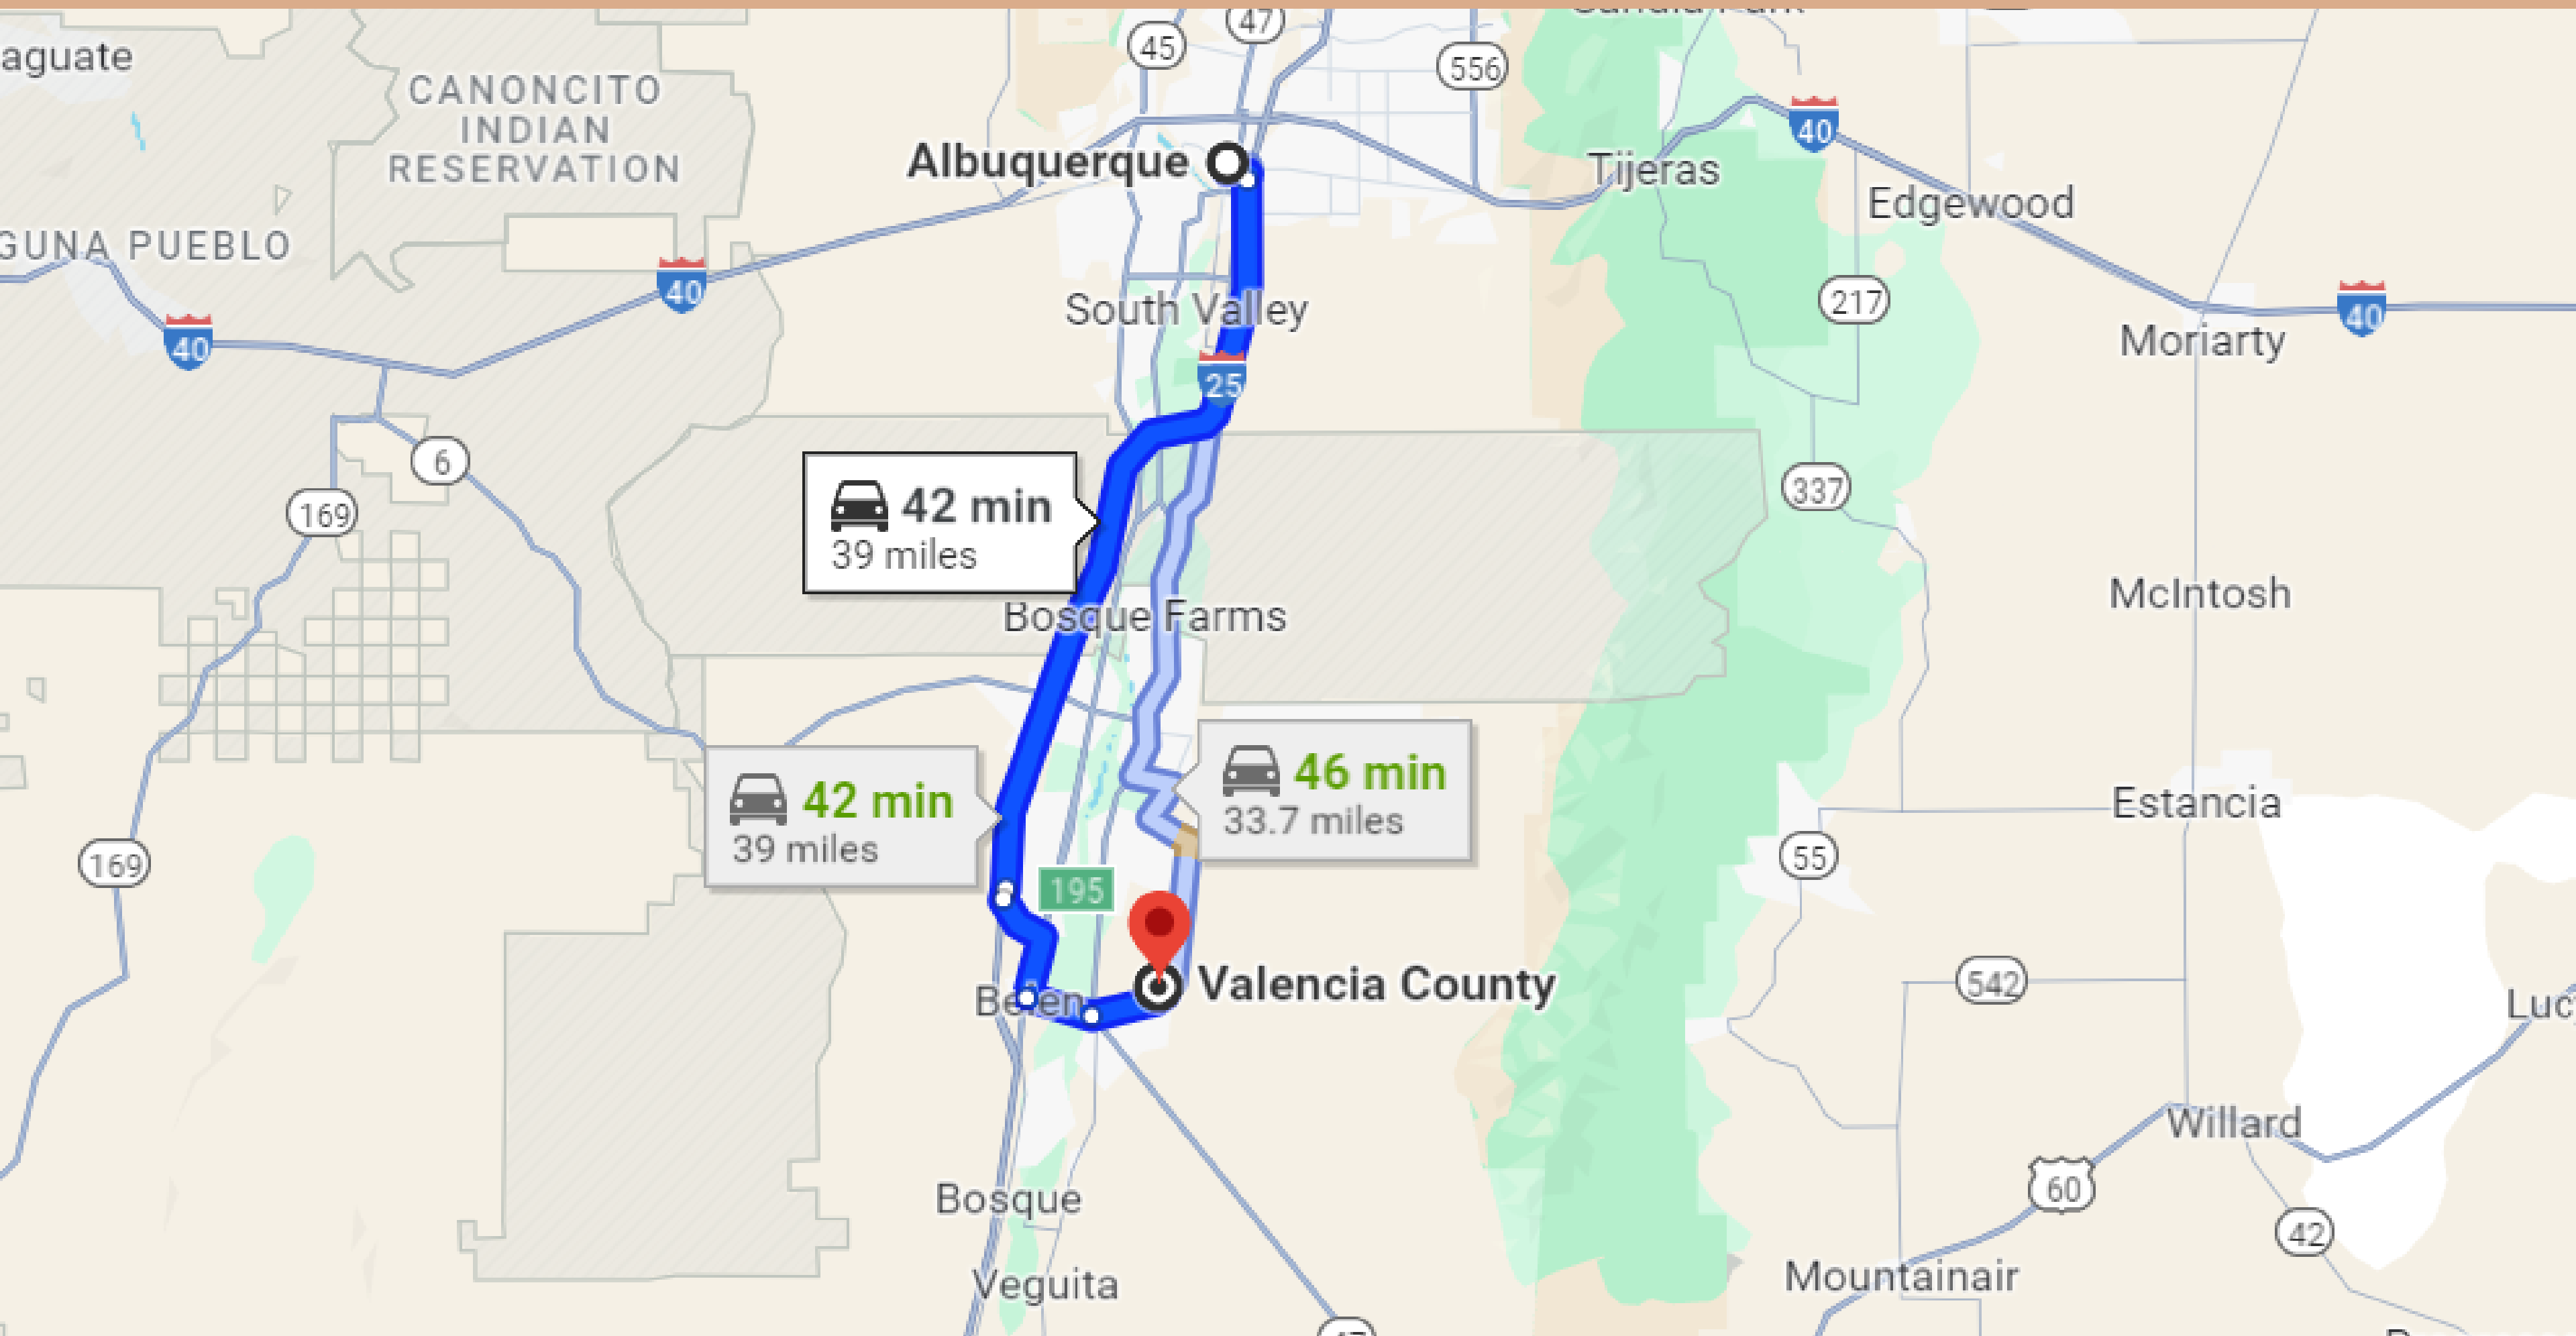 45
47
556
aguate
CANONCITO
INDIAN
RESERVATION
40
Albuquerque
Tijeras
Edgewood
GUNA PUEBLO
40
217
40
South Valley
40
Moriarty
25
6
337
169
42 min
39 miles
McIntosh
Bosque Farms
42 min
39 miles
46 min
33.7 miles
Estancia
169
195
55
Valencia County
542
Belen
Luc
Willard
Bosque
60
42
Veguita
Mountainair